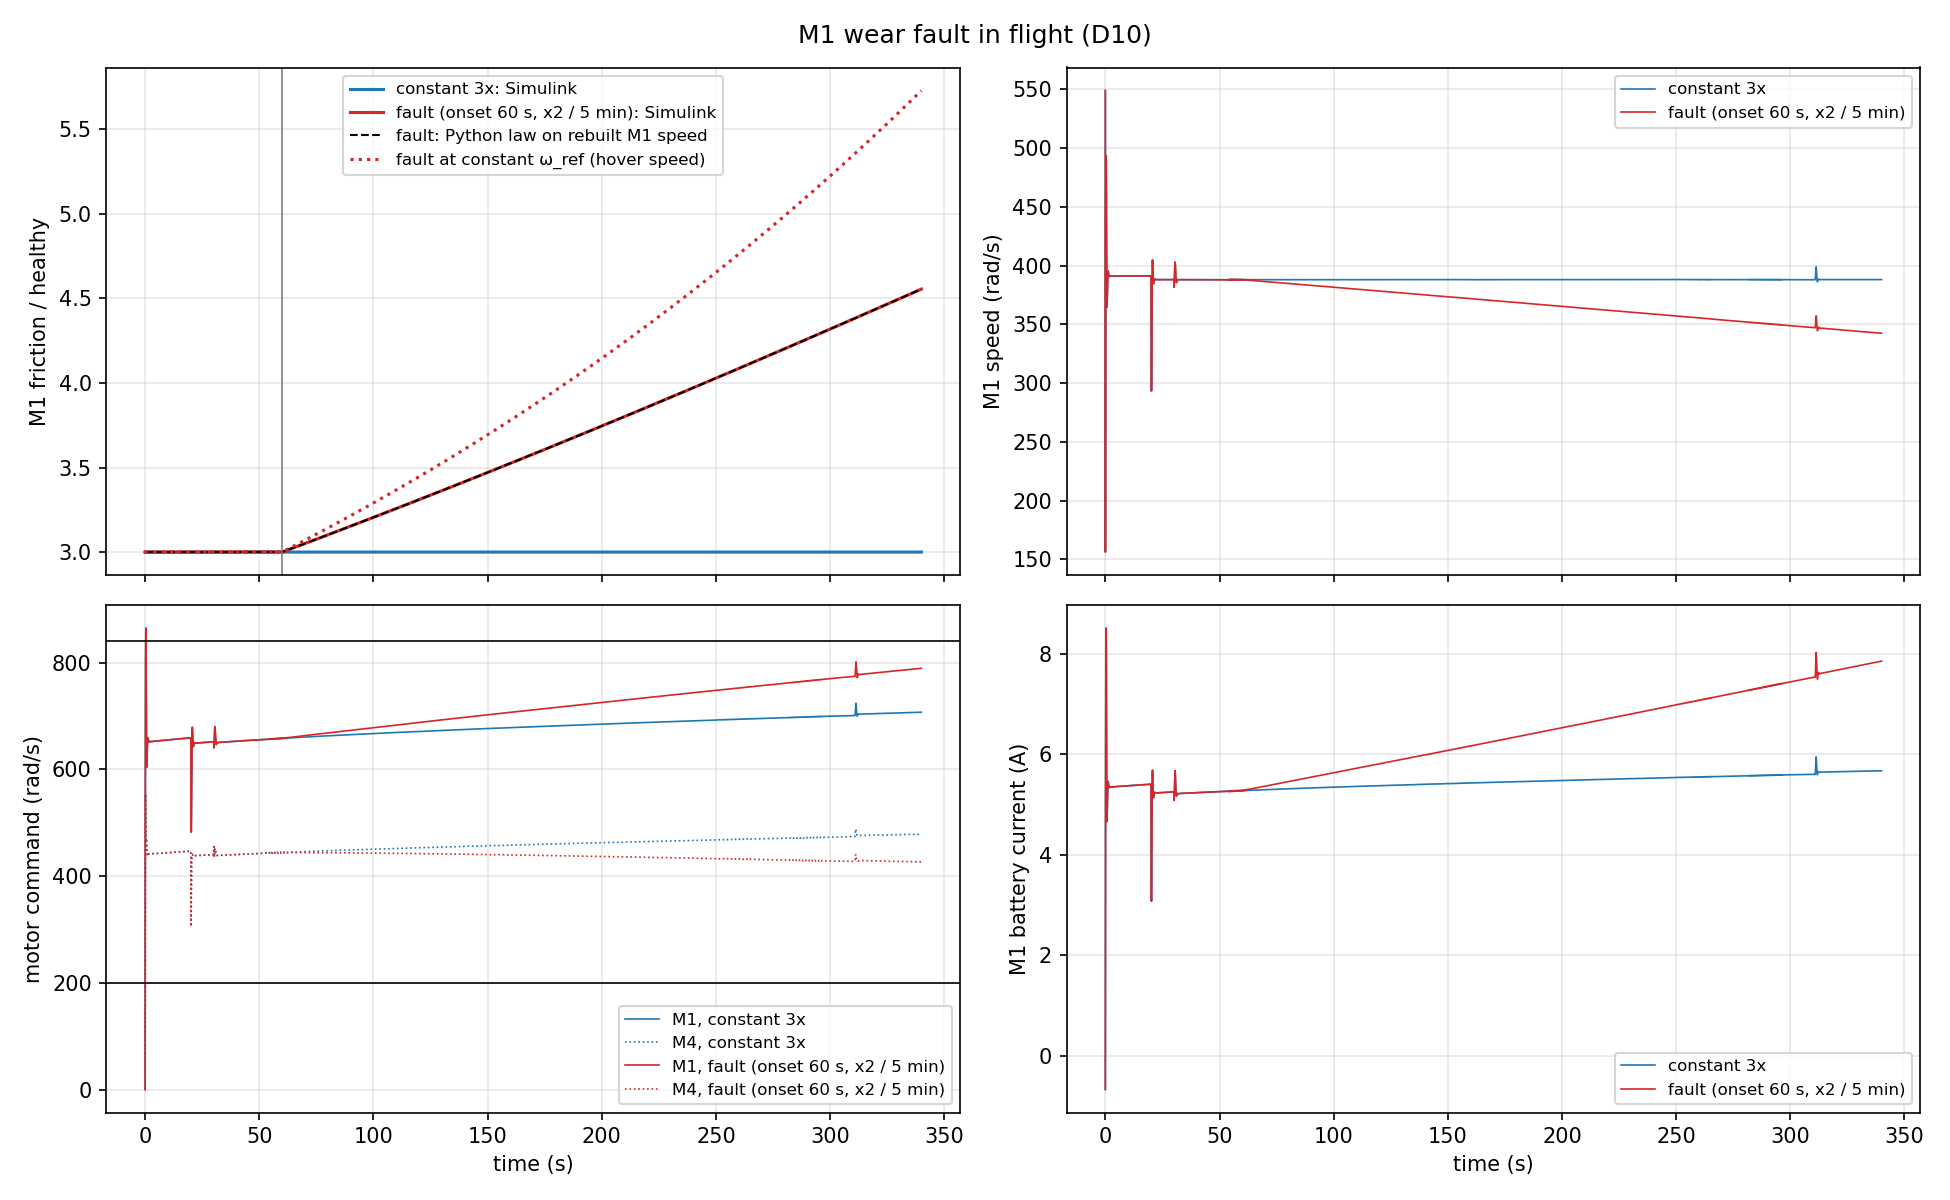 M1 wear fault in flight (D10)
M1 friction / healthy
5.5
5.0
4.5
4.0
3.5
3.0
constant 3x: Simulink
fault (onset 60 s, x2 / 5 min): Simulink
fault: Python law on rebuilt M1 speed
fault at constant ω_ref (hover speed)
M1 speed (rad/s)
550
500
450
400
350
300
250
200
150
constant 3x
fault (onset 60 s, x2 / 5 min)
motor command (rad/s)
800
600
400
200
0
M1, constant 3x
M4, constant 3x
M1, fault (onset 60 s, x2 / 5 min)
M4, fault (onset 60 s, x2 / 5 min)
0 50 100 150 200 250 300 350
time (s)
M1 battery current (A)
8
6
4
2
0
constant 3x
fault (onset 60 s, x2 / 5 min)
0 50 100 150 200 250 300 350
time (s)